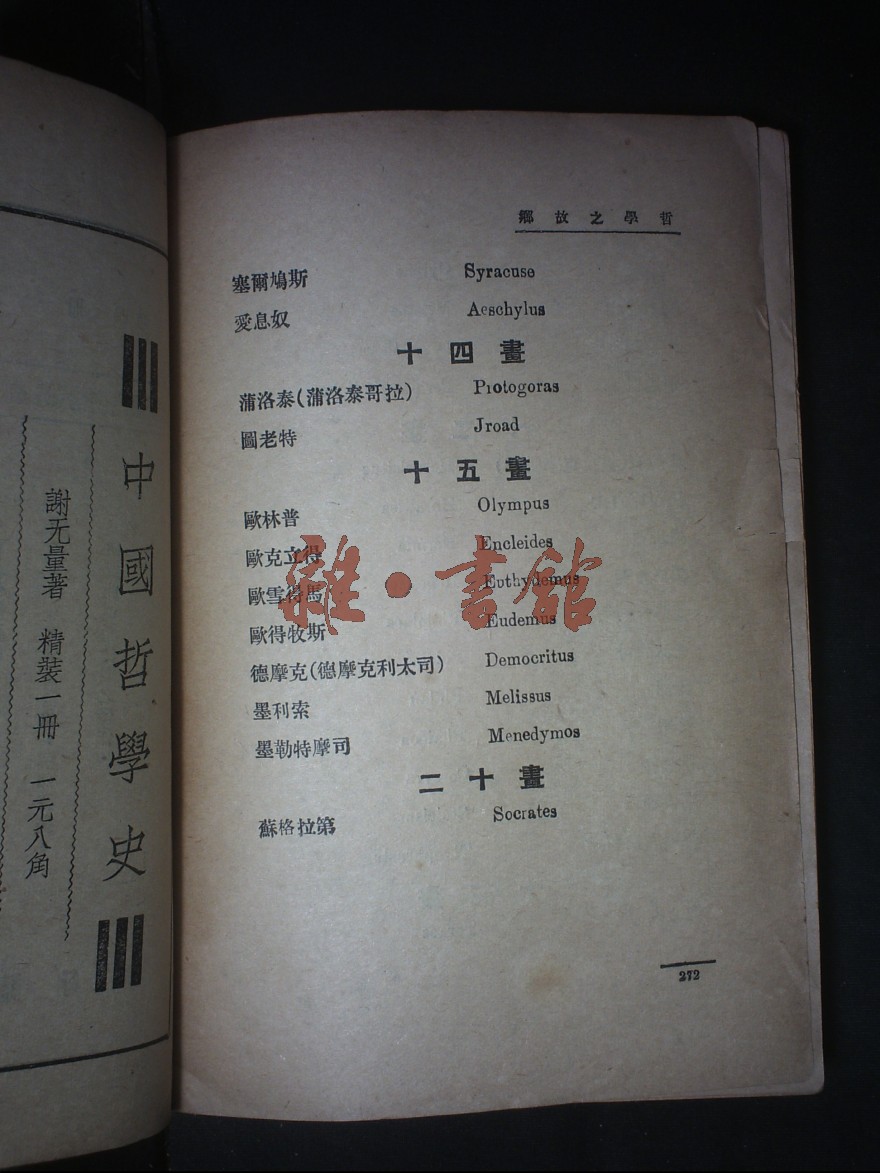 哲學之故鄉
塞爾鳩斯 Syracuse
愛息奴 Aeschylus
十四畫
蒲洛泰(蒲洛泰哥拉) Piotogoras
圖老特 Jroad
十五畫
歐林普 Olympus
歐克立得 Encleides
歐雪得馬 Euthydemus
歐得牧斯 Eudemus
德摩克(德摩克利太司) Democritus
墨利索 Melissus
墨勒特摩司 Menedymos
二十畫
蘇格拉第 Socrates
272
中國哲學史
謝无量著 精裝一冊 一元八角
雜·書館